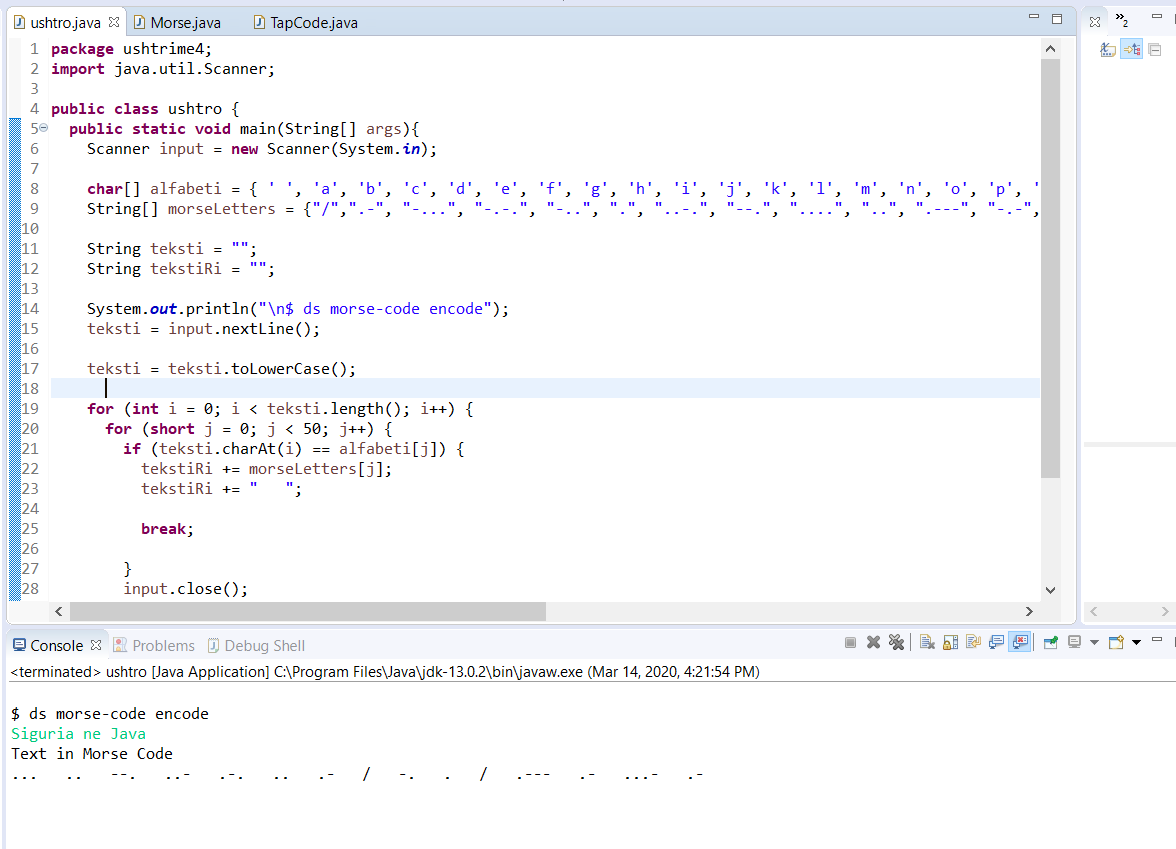 ushtro.java Morse.java TapCode.java
»2
1 package ushtrime4;
2 import java.util.Scanner;
3
4 public class ushtro {
5 public static void main(String[] args){
6 Scanner input = new Scanner(System.in);
7
8 char[] alfabeti = { ' ', 'a', 'b', 'c', 'd', 'e', 'f', 'g', 'h', 'i', 'j', 'k', 'l', 'm', 'n', 'o', 'p', '
9 String[] morseLetters = {"/",".-", "-...", "-.-.", "-..", ".", "..-.", "--.", "....", "..", ".---", "-.-",
10
11 String teksti = "";
12 String tekstiRi = "";
13
14 System.out.println("\n$ ds morse-code encode");
15 teksti = input.nextLine();
16
17 teksti = teksti.toLowerCase();
18
19 for (int i = 0; i < teksti.length(); i++) {
20 for (short j = 0; j < 50; j++) {
21 if (teksti.charAt(i) == alfabeti[j]) {
22 tekstiRi += morseLetters[j];
23 tekstiRi += "   ";
24
25 break;
26
27 }
28 input.close();
Console Problems Debug Shell
<terminated> ushtro [Java Application] C:\Program Files\Java\jdk-13.0.2\bin\javaw.exe (Mar 14, 2020, 4:21:54 PM)
$ ds morse-code encode
Siguria ne Java
Text in Morse Code
...   ..   --.   ..-   .-.   ..   .-   /   -.   .   /   .---   .-   ...-   .-